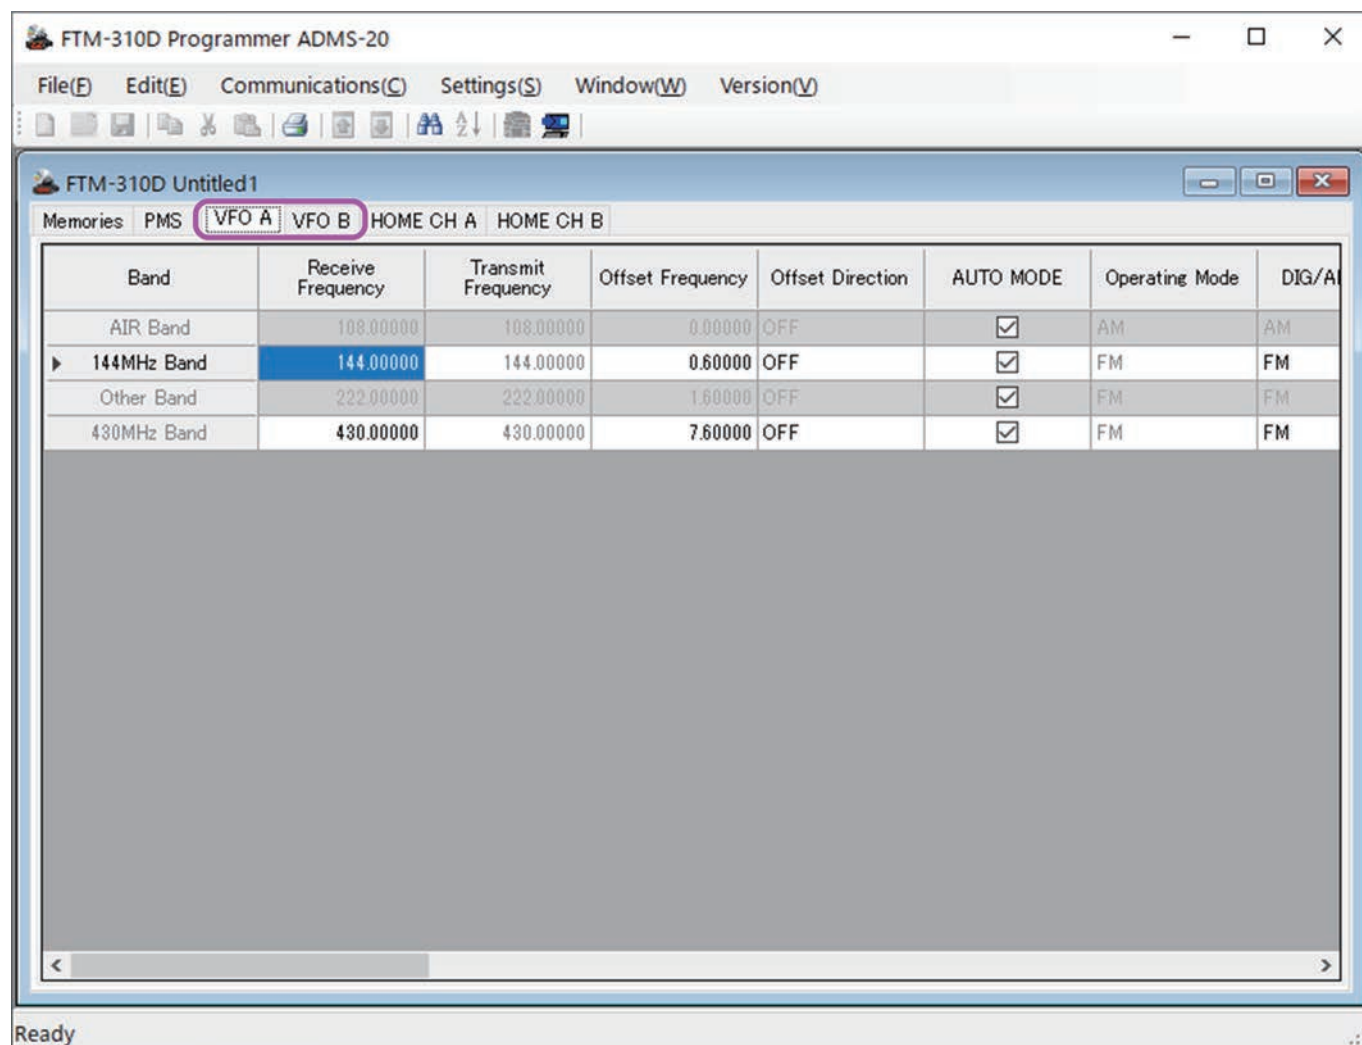 FTM-310D Programmer ADMS-20
File(F) Edit(E) Communications(C) Settings(S) Window(W) Version(V)
FTM-310D Untitled1
Memories PMS VFO A VFO B HOME CH A HOME CH B
Band Receive Frequency Transmit Frequency Offset Frequency Offset Direction AUTO MODE Operating Mode DIG/A
AIR Band 108.00000 108.00000 0.00000 OFF AM AM
144MHz Band 144.00000 144.00000 0.60000 OFF FM FM
Other Band 222.00000 222.00000 1.60000 OFF FM FM
430MHz Band 430.00000 430.00000 7.60000 OFF FM FM
Ready